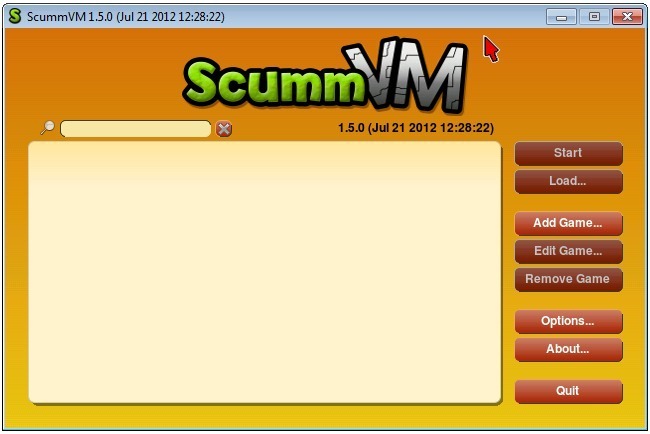 ScummVM 1.5.0 (Jul 21 2012 12:28:22)
ScummVM
1.5.0 (Jul 21 2012 12:28:22)
Start
Load...
Add Game...
Edit Game...
Remove Game
Options...
About...
Quit